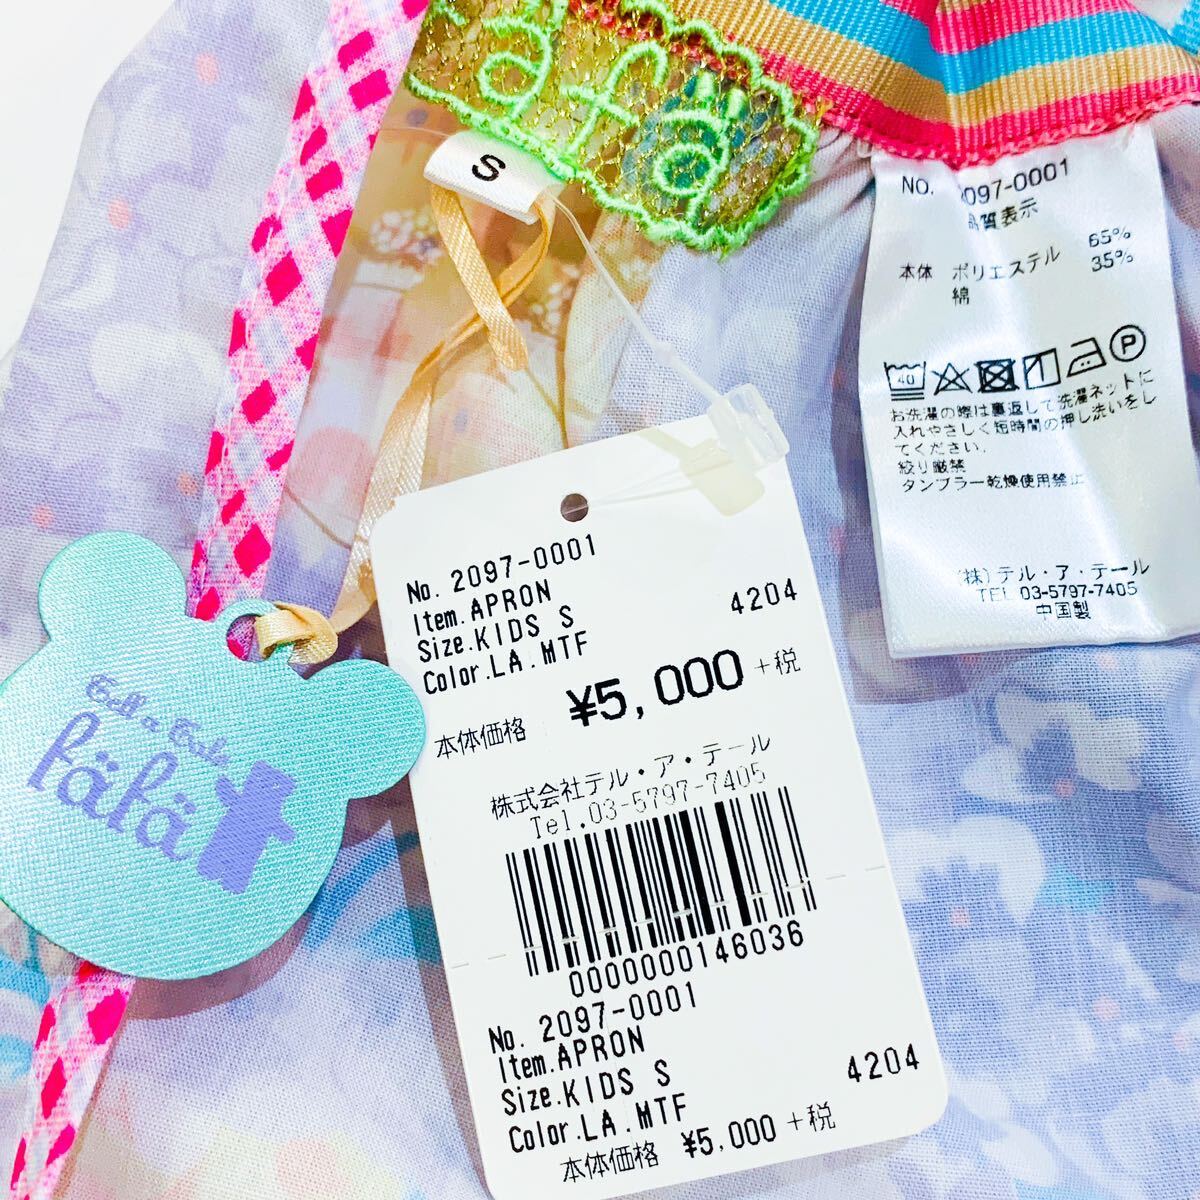 fafa
S
NO. 2097-0001
品質表示
本体 ポリエステル 65%
綿 35%
40
P
お洗濯の際は裏返して洗濯ネットに
入れやさしく短時間の押し洗いをし
てください.
絞り厳禁
タンブラー乾燥使用禁止
(株)テル・ア・テール
TEL 03-5797-7405
中国製
Tell a Tale
fäfä
No. 2097-0001
Item.APRON
Size.KIDS S 4204
Color.LA.MTF
本体価格 ¥5,000 +税
株式会社テル・ア・テール
Tel.03-5797-7405
0000000146036
No. 2097-0001
Item.APRON
Size.KIDS S 4204
Color.LA.MTF
本体価格 ¥5,000 +税